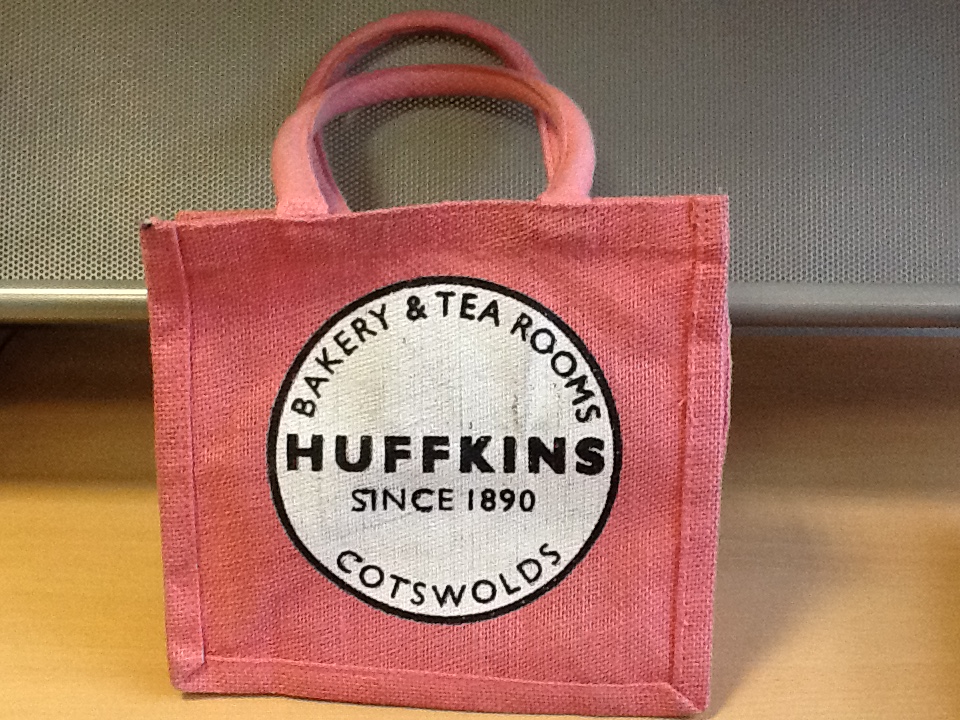 BAKERY & TEA ROOMS
HUFFKINS
SINCE 1890
COTSWOLDS